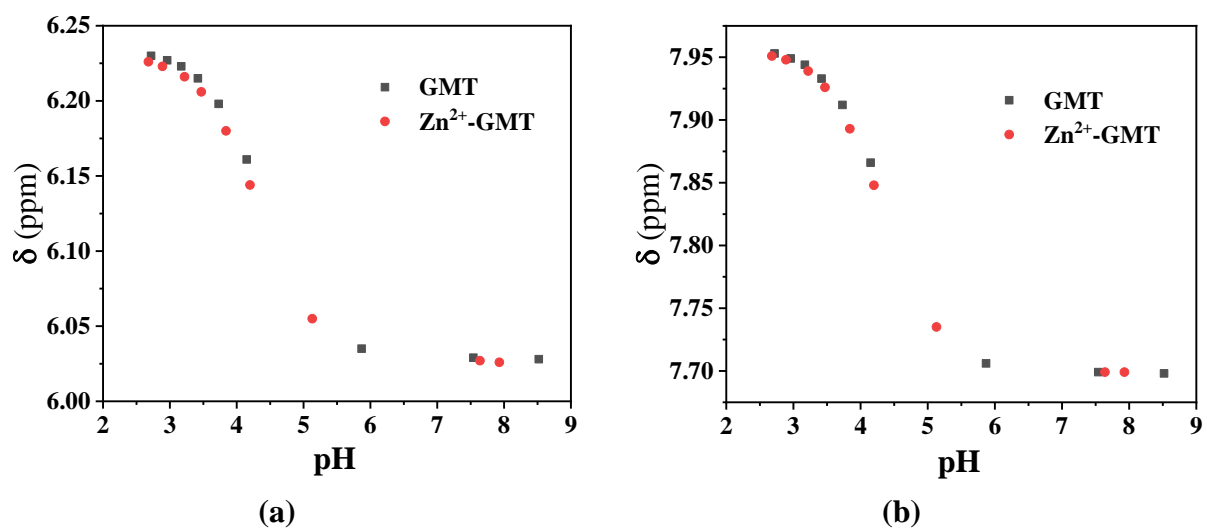 6.25
6.20
6.15
6.10
6.05
6.00
δ (ppm)
2 3 4 5 6 7 8 9
pH
GMT
Zn²⁺-GMT
(a)
7.95
7.90
7.85
7.80
7.75
7.70
δ (ppm)
2 3 4 5 6 7 8 9
pH
GMT
Zn²⁺-GMT
(b)